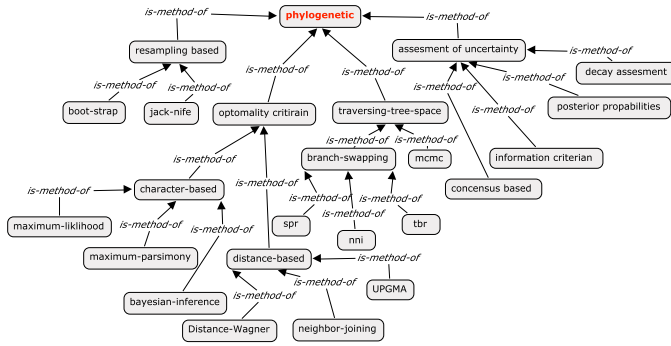 is-method-of
phylogenetic
is-method-of
resampling based
assesment of uncertainty
is-method-of
decay assesment
is-method-of
is-method-of
is-method-of
is-method-of
is-method-of
posterior propabilities
boot-strap
jack-nife
optomality critirain
traversing-tree-space
is-method-of
is-method-of
is-method-of
is-method-of
is-method-of
branch-swapping
mcmc
information criterian
is-method-of
character-based
is-method-of
concensus based
is-method-of
is-method-of
is-method-of
maximum-liklihood
is-method-of
spr
is-method-of
tbr
is-method-of
nni
maximum-parsimony
distance-based
is-method-of
bayesian-inference
is-method-of
is-method-of
UPGMA
Distance-Wagner
neighbor-joining